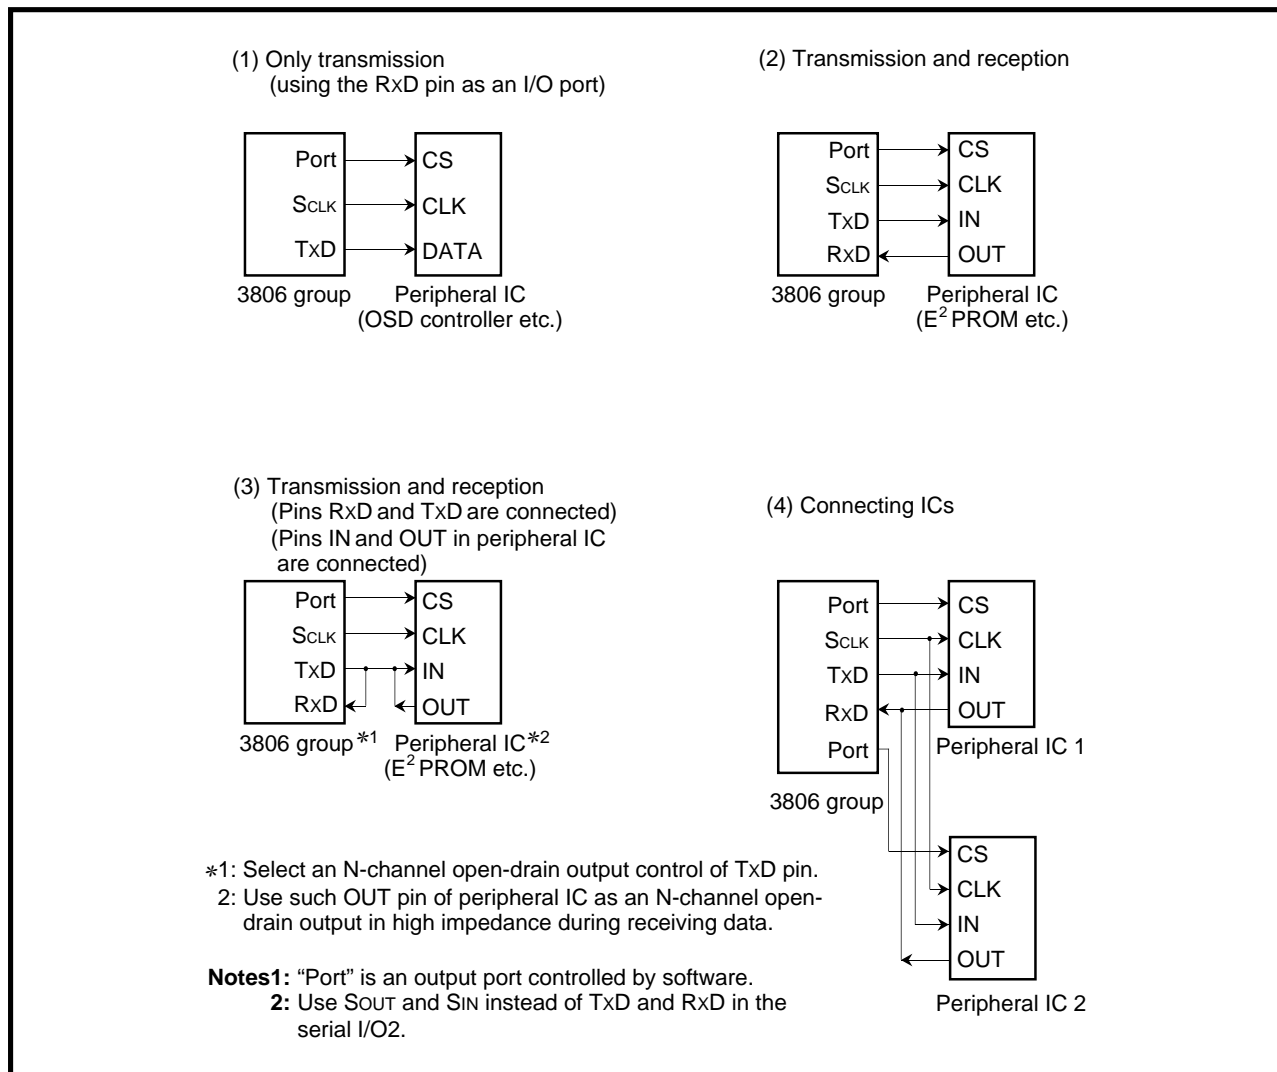 (1) Only transmission
(using the RxD pin as an I/O port)
Port
SCLK
TxD
CS
CLK
DATA
3806 group
Peripheral IC
(OSD controller etc.)
(2) Transmission and reception
Port
SCLK
TxD
RxD
CS
CLK
IN
OUT
3806 group
Peripheral IC
(E2 PROM etc.)
(3) Transmission and reception
(Pins RxD and TxD are connected)
(Pins IN and OUT in peripheral IC
are connected)
Port
SCLK
TxD
RxD
CS
CLK
IN
OUT
3806 group *1
Peripheral IC*2
(E2 PROM etc.)
(4) Connecting ICs
Port
SCLK
TxD
RxD
Port
CS
CLK
IN
OUT
Peripheral IC 1
3806 group
CS
CLK
IN
OUT
Peripheral IC 2
*1: Select an N-channel open-drain output control of TxD pin.
2: Use such OUT pin of peripheral IC as an N-channel open-
drain output in high impedance during receiving data.
Notes1: “Port” is an output port controlled by software.
2: Use SOUT and SIN instead of TxD and RxD in the
serial I/O2.